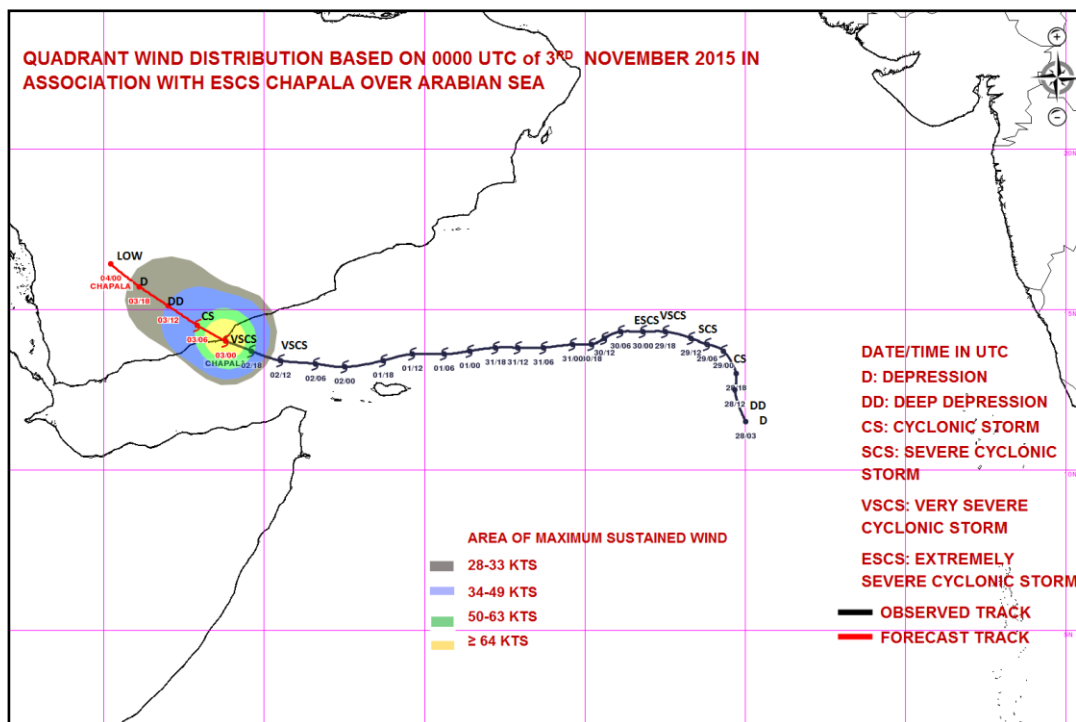 QUADRANT WIND DISTRIBUTION BASED ON 0000 UTC of 3RD NOVEMBER 2015 IN
ASSOCIATION WITH ESCS CHAPALA OVER ARABIAN SEA
20N
LOW
04/00
CHAPALA
D
03/18
DD
03/12
CS
03/06
VSCS
03/00
CHAPAL
02/18
VSCS
02/12
02/06
02/00
01/18
01/12
01/06
01/00
31/18
31/12
31/06
31/00
30/18
30/12
30/06
ESCS
30/00
VSCS
29/18
SCS
29/12
29/06
29/00
CS
28/18
28/12
DD
D
28/03
5N
10N
5N
AREA OF MAXIMUM SUSTAINED WIND
28-33 KTS
34-49 KTS
50-63 KTS
≥ 64 KTS
DATE/TIME IN UTC
D: DEPRESSION
DD: DEEP DEPRESSION
CS: CYCLONIC STORM
SCS: SEVERE CYCLONIC
STORM
VSCS: VERY SEVERE
CYCLONIC STORM
ESCS: EXTREMELY
SEVERE CYCLONIC STORM
OBSERVED TRACK
FORECAST TRACK